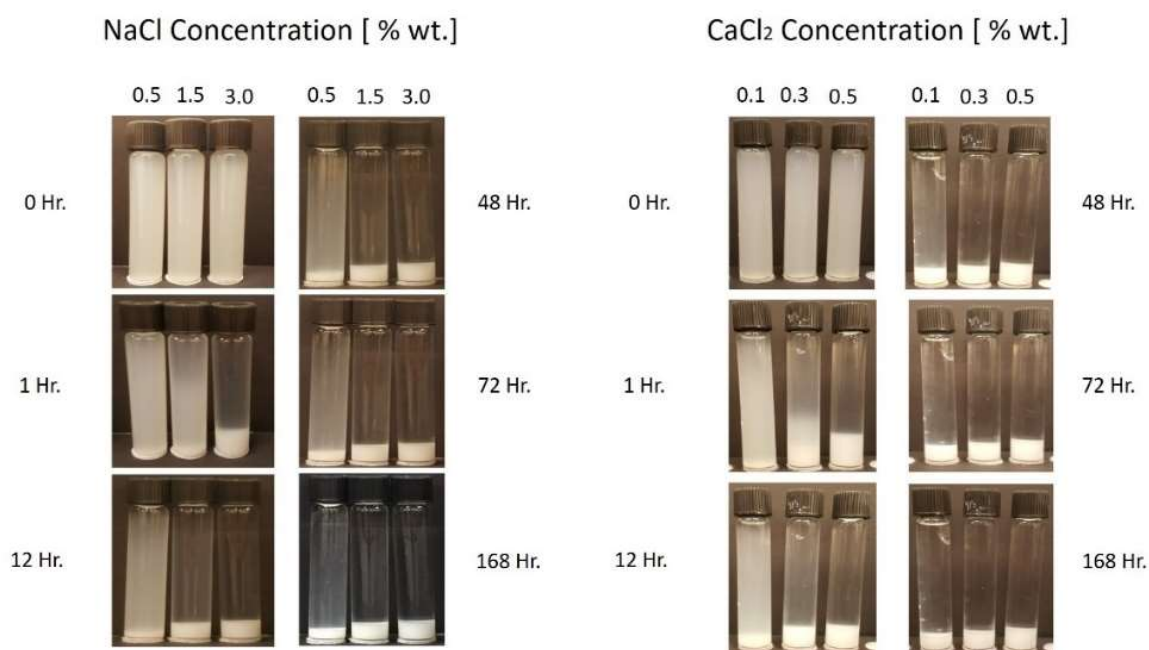 NaCl Concentration [ % wt.]
CaCl₂ Concentration [ % wt.]
0.5 1.5 3.0
0.5 1.5 3.0
0.1 0.3 0.5
0.1 0.3 0.5
0 Hr.
48 Hr.
0 Hr.
48 Hr.
1 Hr.
72 Hr.
1 Hr.
72 Hr.
12 Hr.
168 Hr.
12 Hr.
168 Hr.